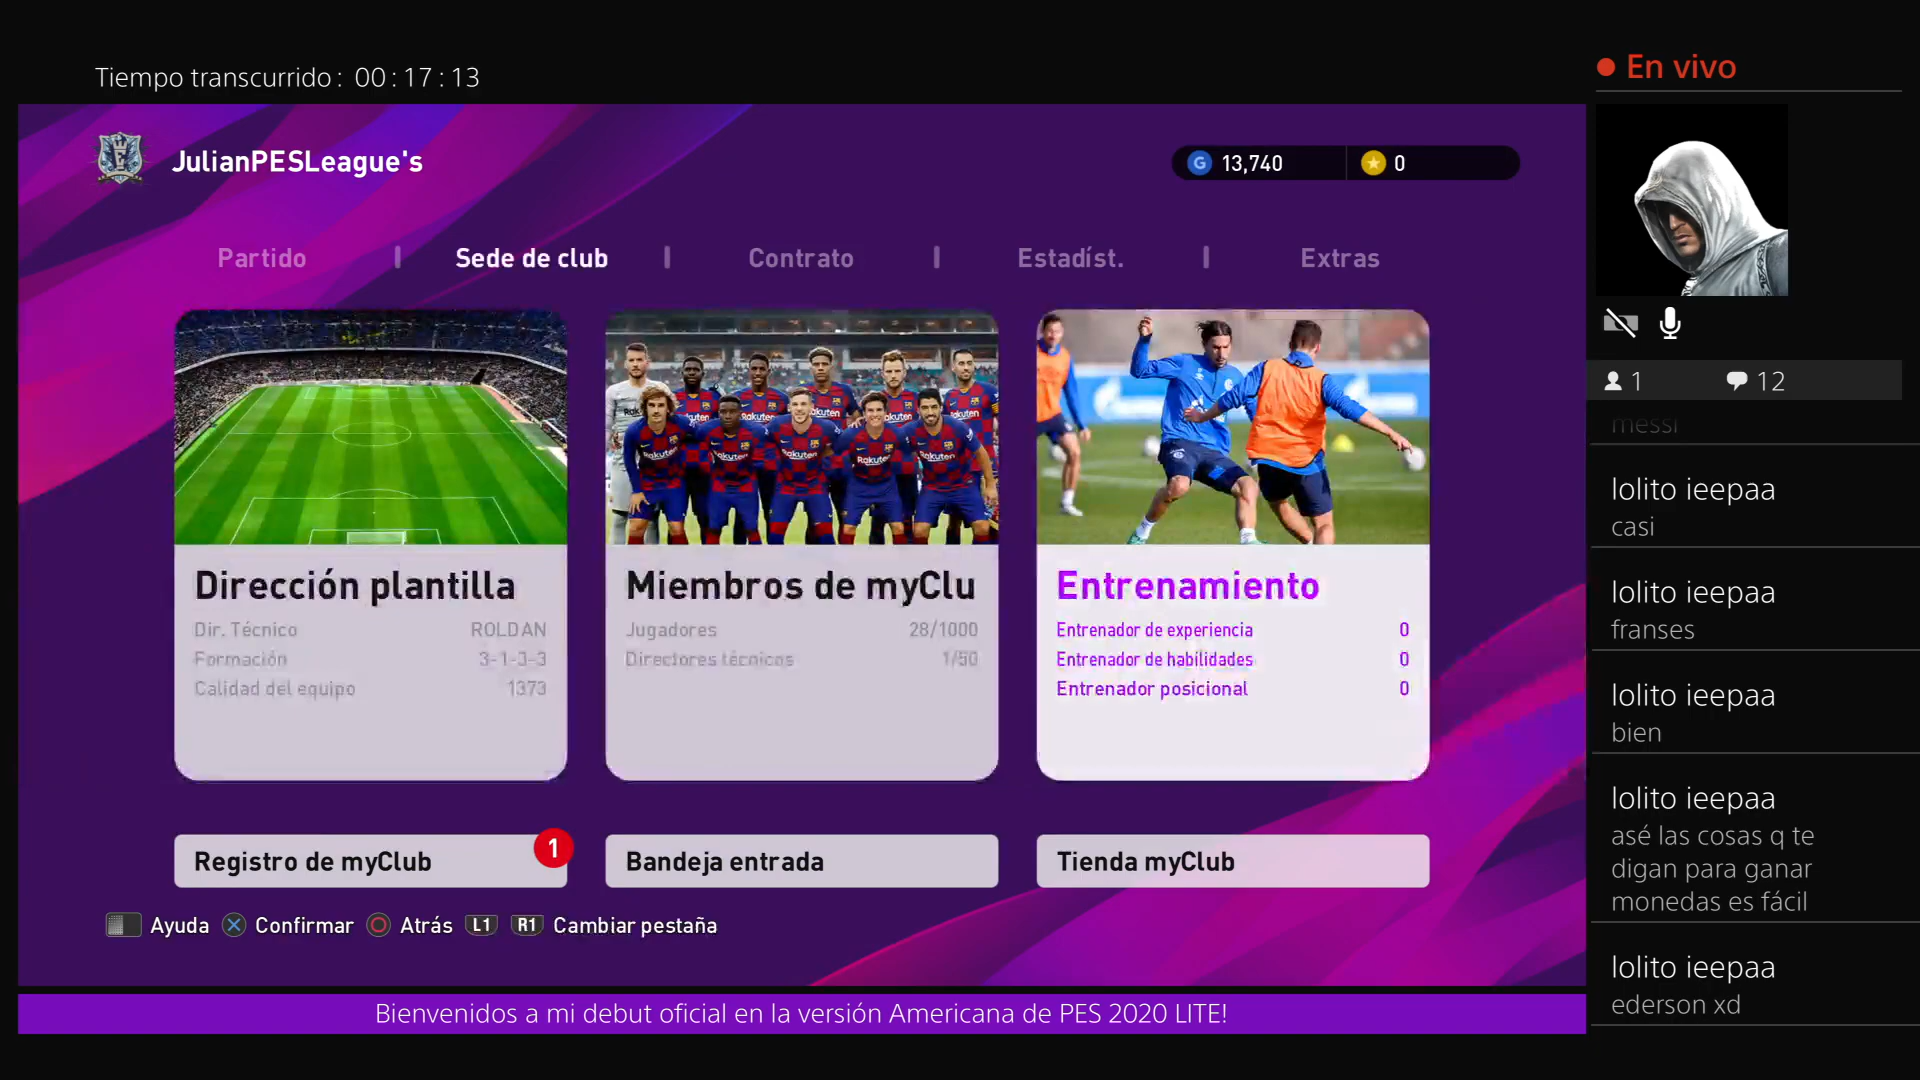 Tiempo transcurrido: 00:17:13
En vivo
JulianPESLeague's
G 13,740
0
Partido
Sede de club
Contrato
Estadíst.
Extras
1
12
messi
lolito ieepaa
casi
lolito ieepaa
franses
lolito ieepaa
bien
lolito ieepaa
asé las cosas q te
digan para ganar
monedas es fácil
lolito ieepaa
ederson xd
Rakuten
Rakuten
Rakuten
Rakuten
Rakuten
Dirección plantilla
Dir. Técnico ROLDAN
Formación 3-1-3-3
Calidad del equipo 1373
Miembros de myClu
Jugadores 28/1000
Directores técnicos 1/50
Entrenamiento
Entrenador de experiencia 0
Entrenador de habilidades 0
Entrenador posicional 0
Registro de myClub
1
Bandeja entrada
Tienda myClub
Ayuda
Confirmar
Atrás
L1
R1
Cambiar pestaña
Bienvenidos a mi debut oficial en la versión Americana de PES 2020 LITE!